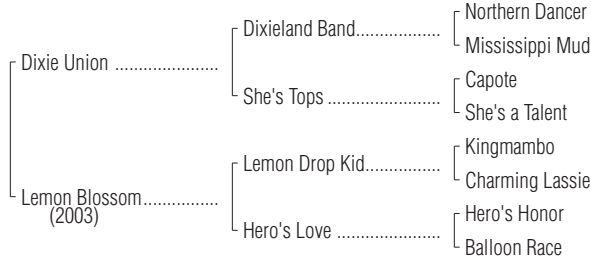 Northern Dancer
Dixieland Band..................
Mississippi Mud
Dixie Union ......................
Capote
She's Tops ........................
She's a Talent
Kingmambo
Lemon Drop Kid................
Charming Lassie
Lemon Blossom................
(2003)
Hero's Honor
Hero's Love ......................
Balloon Race